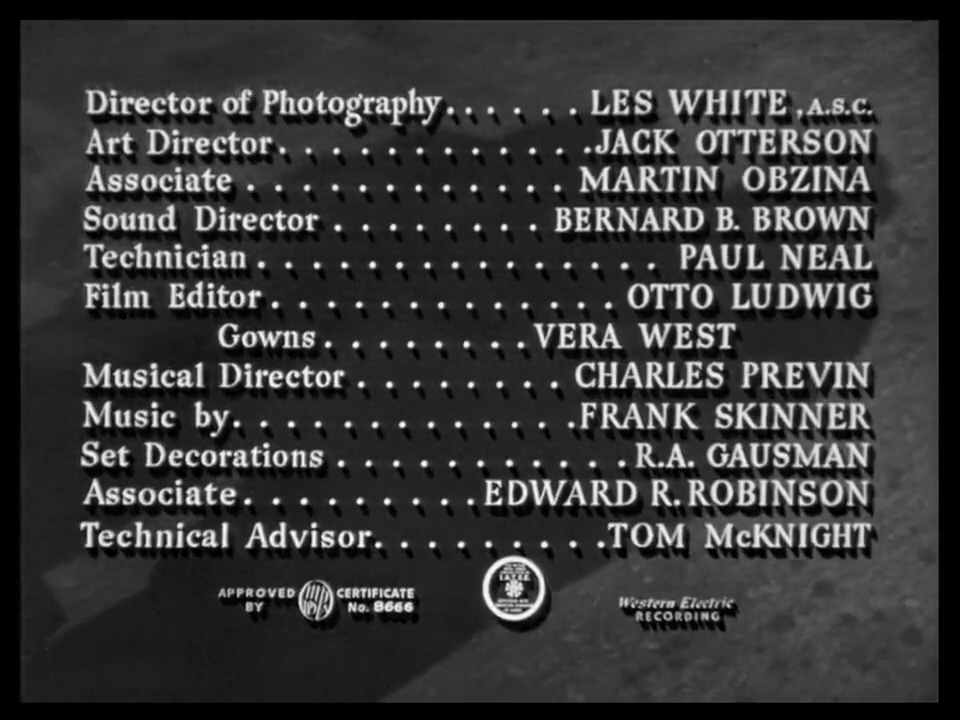 Director of Photography. . . . . . LES WHITE, A.S.C.
Art Director. . . . . . . . . . . . .JACK OTTERSON
Associate . . . . . . . . . . . . MARTIN OBZINA
Sound Director . . . . . . . . BERNARD B. BROWN
Technician . . . . . . . . . . . . . . . PAUL NEAL
Film Editor. . . . . . . . . . . . . OTTO LUDWIG
Gowns . . . . . . . . VERA WEST
Musical Director . . . . . . . . CHARLES PREVIN
Music by. . . . . . . . . . . . .FRANK SKINNER
Set Decorations . . . . . . . . . . .R.A. GAUSMAN
Associate. . . . . . . . .EDWARD R. ROBINSON
Technical Advisor. . . . . . . . .TOM McKNIGHT
APPROVED BY CERTIFICATE No. 8666
I.A.T.S.E.
Western Electric
RECORDING